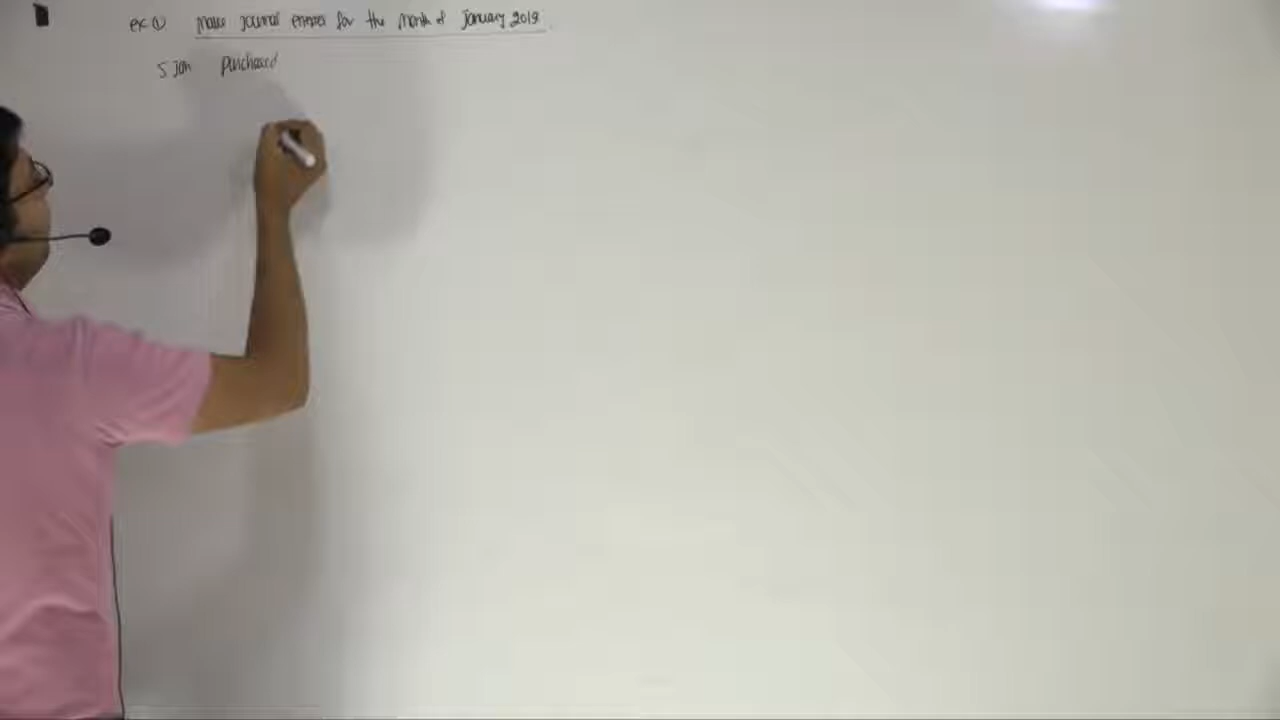 ex ① Make Journal entries for the Month of January 2019.
5 Jan Purchased